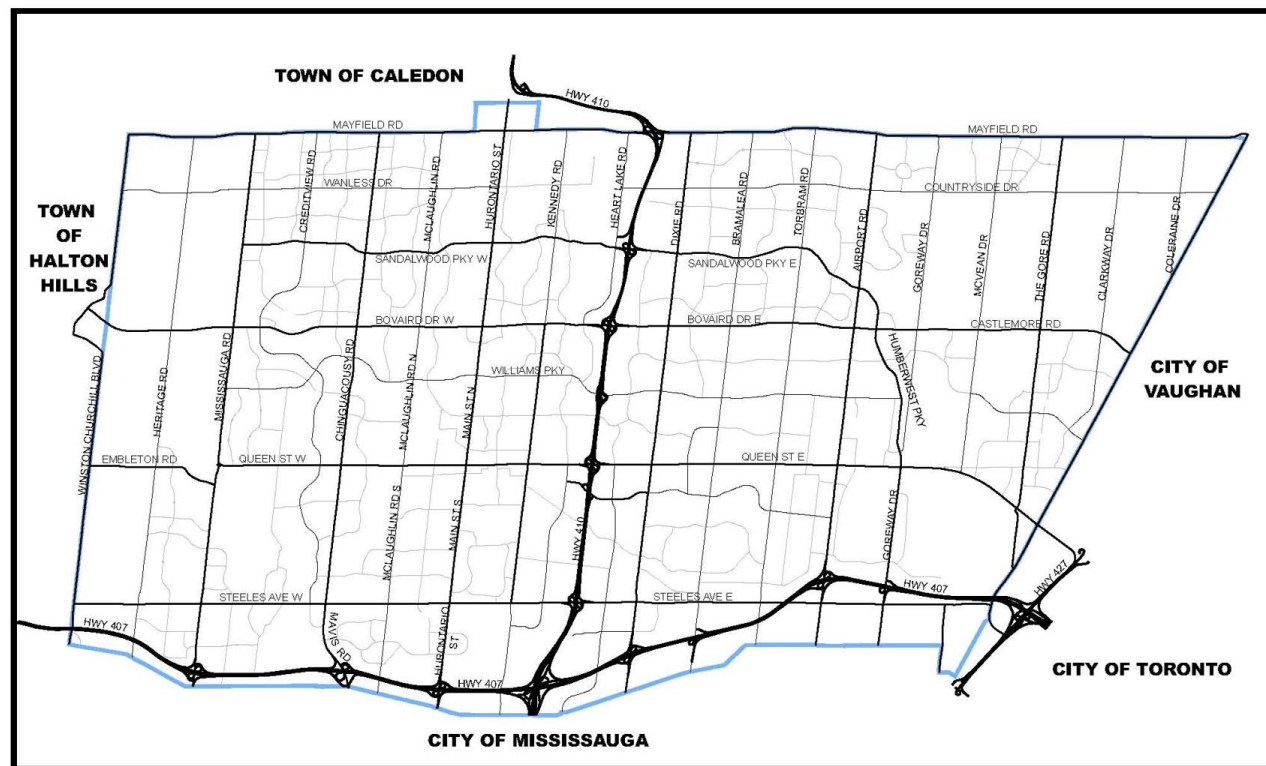 TOWN OF CALEDON
HWY 410
MAYFIELD RD
MAYFIELD RD
WANLESS DR
COUNTRYSIDE DR
CREDITVIEW RD
MCLAUGHLIN RD
HURONTARIO ST
KENNEDY RD
HEART LAKE RD
DIXIE RD
BRAMALEA RD
TORBRAM RD
AIRPORT RD
GOREWAY DR
MCVEAN DR
THE GORE RD
CLARKWAY DR
COLERAINE DR
TOWN
OF
HALTON
HILLS
SANDALWOOD PKY W
SANDALWOOD PKY E
BOVAIRD DR W
BOVAIRD DR E
CASTLEMORE RD
WINSTON CHURCHILL BLVD
HERITAGE RD
MISSISSAUGA RD
CHINGUACOUSY RD
MCLAUGHLIN RD N
MAIN ST N
WILLIAMS PKY
HUMBERWEST PKY
CITY OF
VAUGHAN
EMBLETON RD
QUEEN ST W
QUEEN ST E
MCLAUGHLIN RD S
MAIN ST S
HWY 410
GOREWAY DR
STEELES AVE W
STEELES AVE E
HWY 407
HWY 427
HWY 407
MAVIS RD
HURONTARIO
ST
HWY 407
CITY OF TORONTO
CITY OF MISSISSAUGA